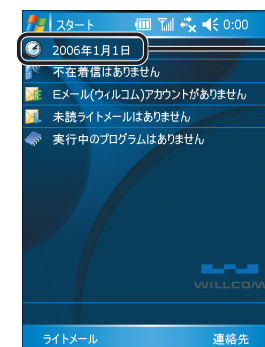 スタート 0:00
2006年1月1日
不在着信はありません
Eメール(ウィルコム)アカウントがありません
未読ライトメールはありません
実行中のプログラムはありません
WILLCOM
ライトメール 連絡先